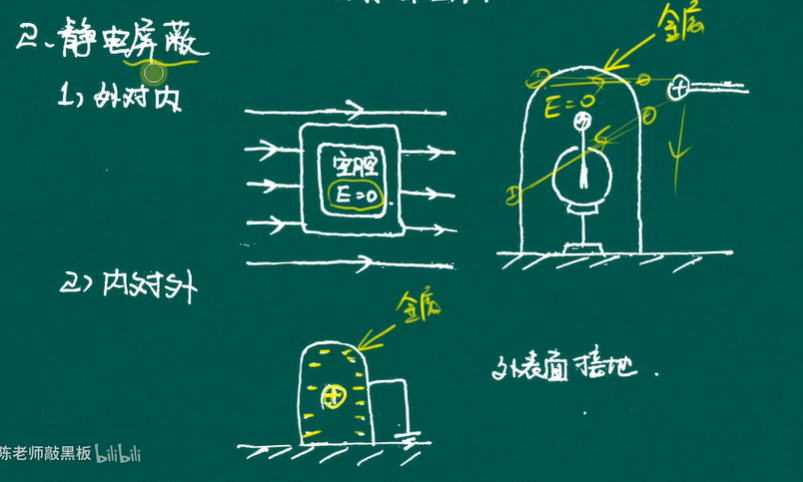 2、静电屏蔽
金属
1) 外对内
E=0
空腔
E=0
2) 内对外
金属
外表面接地.
陈老师敲黑板 bilibili